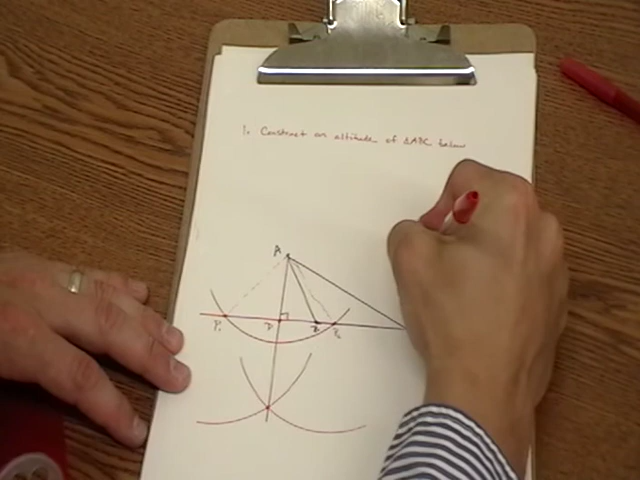 1. Construct an altitude of △ABC below
A
P₁
D
B
P₂